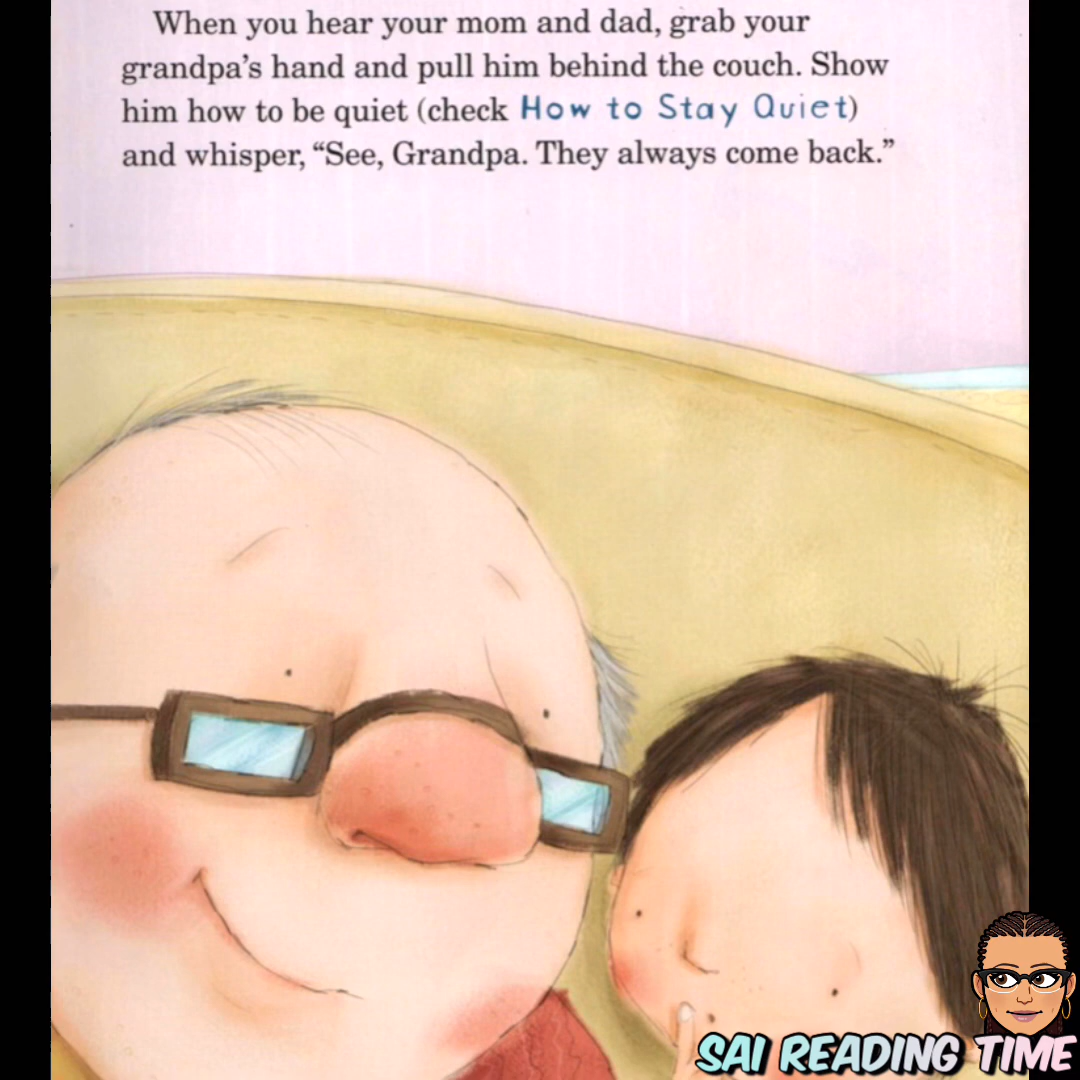 When you hear your mom and dad, grab your
grandpa’s hand and pull him behind the couch. Show
him how to be quiet (check How to Stay Quiet)
and whisper, “See, Grandpa. They always come back.”
SAI READING TIME